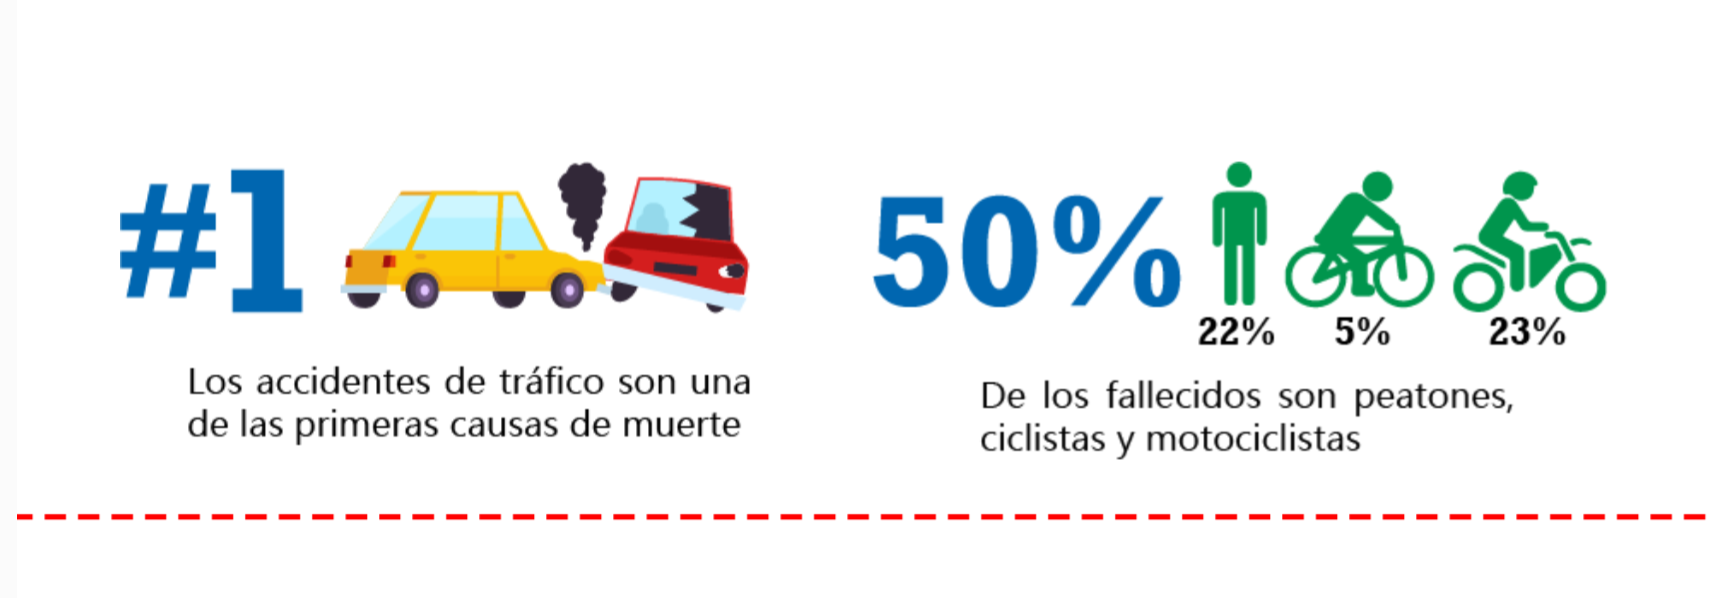 #1
Los accidentes de tráfico son una
de las primeras causas de muerte
50%
22% 5% 23%
De los fallecidos son peatones,
ciclistas y motociclistas